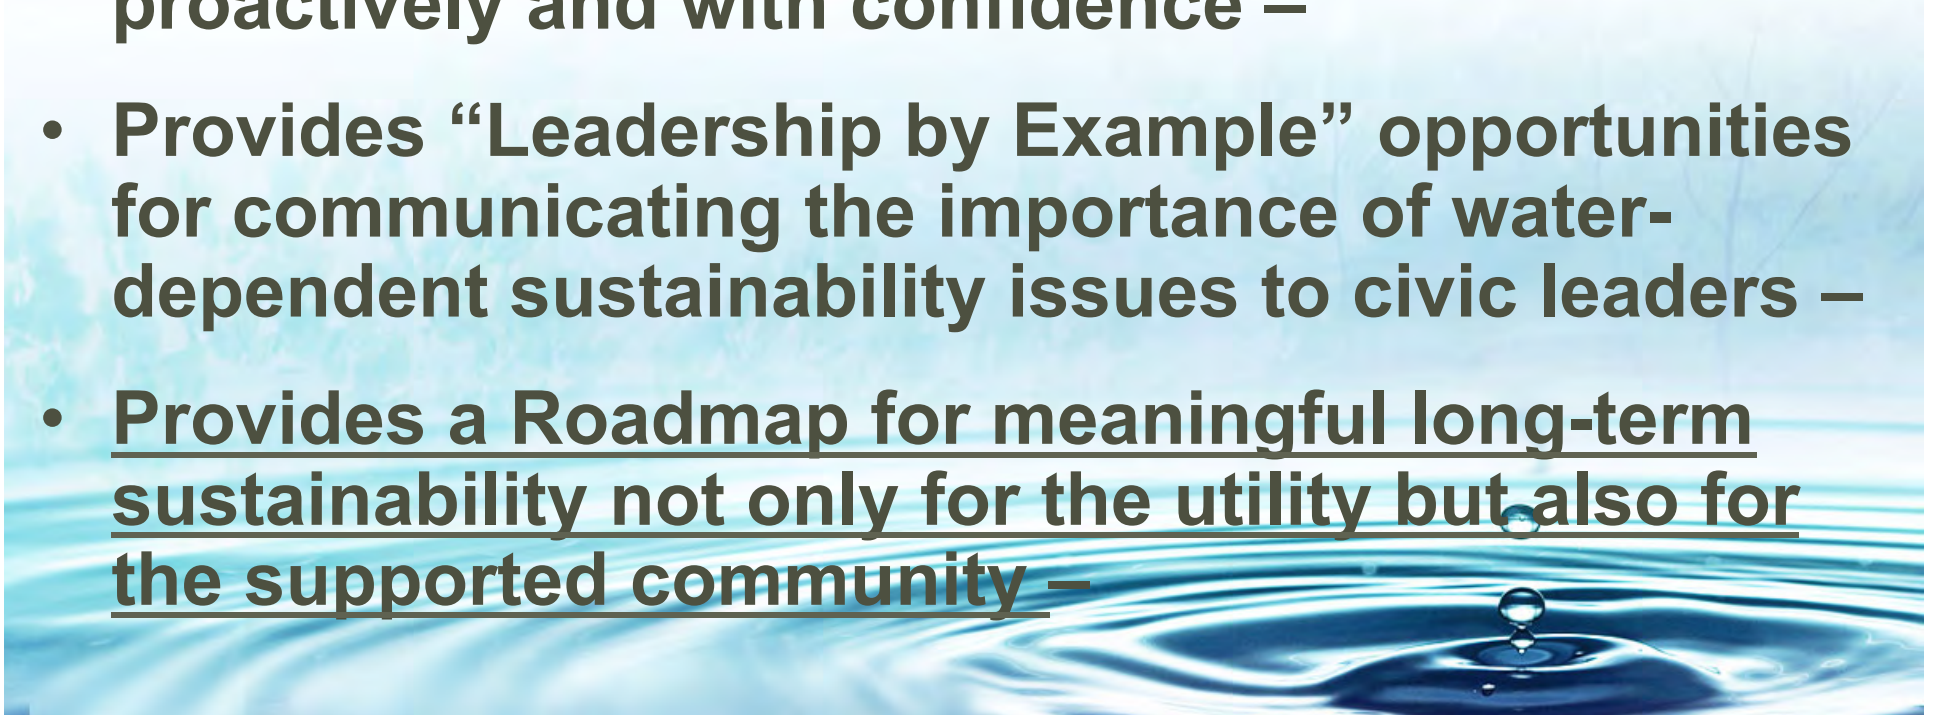 proactively and with confidence –
• Provides “Leadership by Example” opportunities
for communicating the importance of water-
dependent sustainability issues to civic leaders –
• Provides a Roadmap for meaningful long-term
sustainability not only for the utility but also for
the supported community –